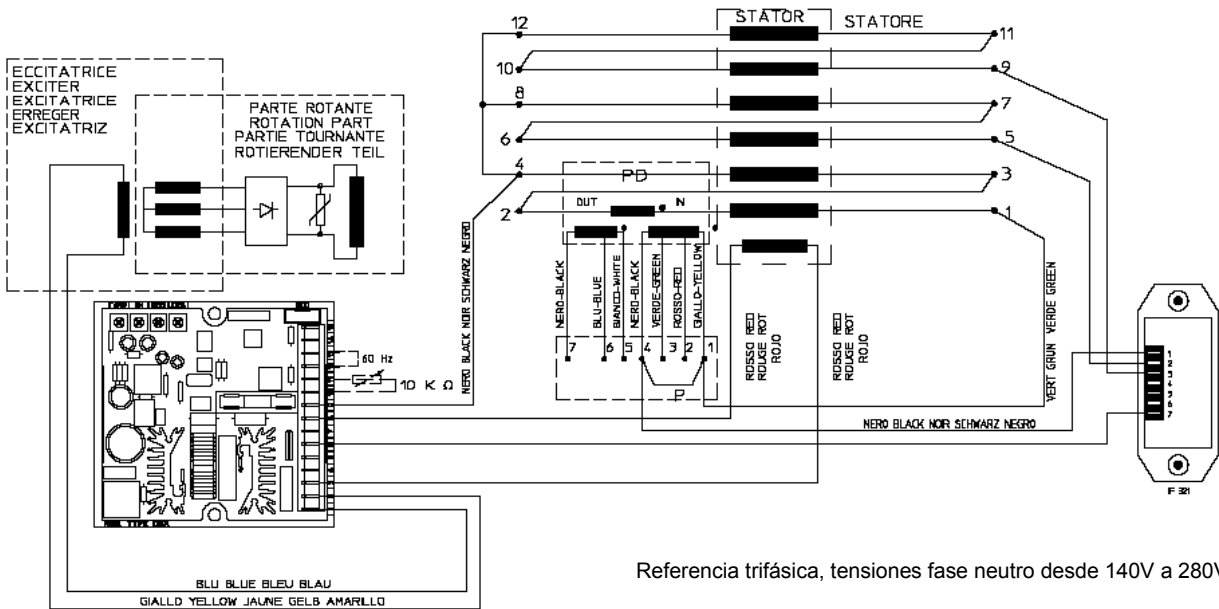 STATOR
STATORE
12
11
10
9
8
7
6
5
4
3
2
1
ECCITATRICE
EXCITER
EXCITATRICE
ERREGER
EXCITATRIZ
PARTE ROTANTE
ROTATION PART
PARTIE TOURNANTE
ROTIERENDER TEIL
PD
OUT
IN
NERO-BLACK
BLU-BLUE
BIANCO-WHITE
NERO-BLACK
VERDE-GREEN
ROSSO-RED
GIALLO-YELLOW
7
6
5
4
3
2
1
P
NERO BLACK NOIR SCHWARZ NEGRO
60 Hz
10 K Ω
ROSSO RED
ROUGE ROT
ROJO
ROSSO RED
ROUGE ROT
ROJO
VERT GRUN VERDE GREEN
NERO BLACK NOIR SCHWARZ NEGRO
1
2
3
4
5
6
7
BLU BLUE BLEU BLAU
GIALLO YELLOW JAUNE GELB AMARILLO
Referencia trifásica, tensiones fase neutro desde 140V a 280V